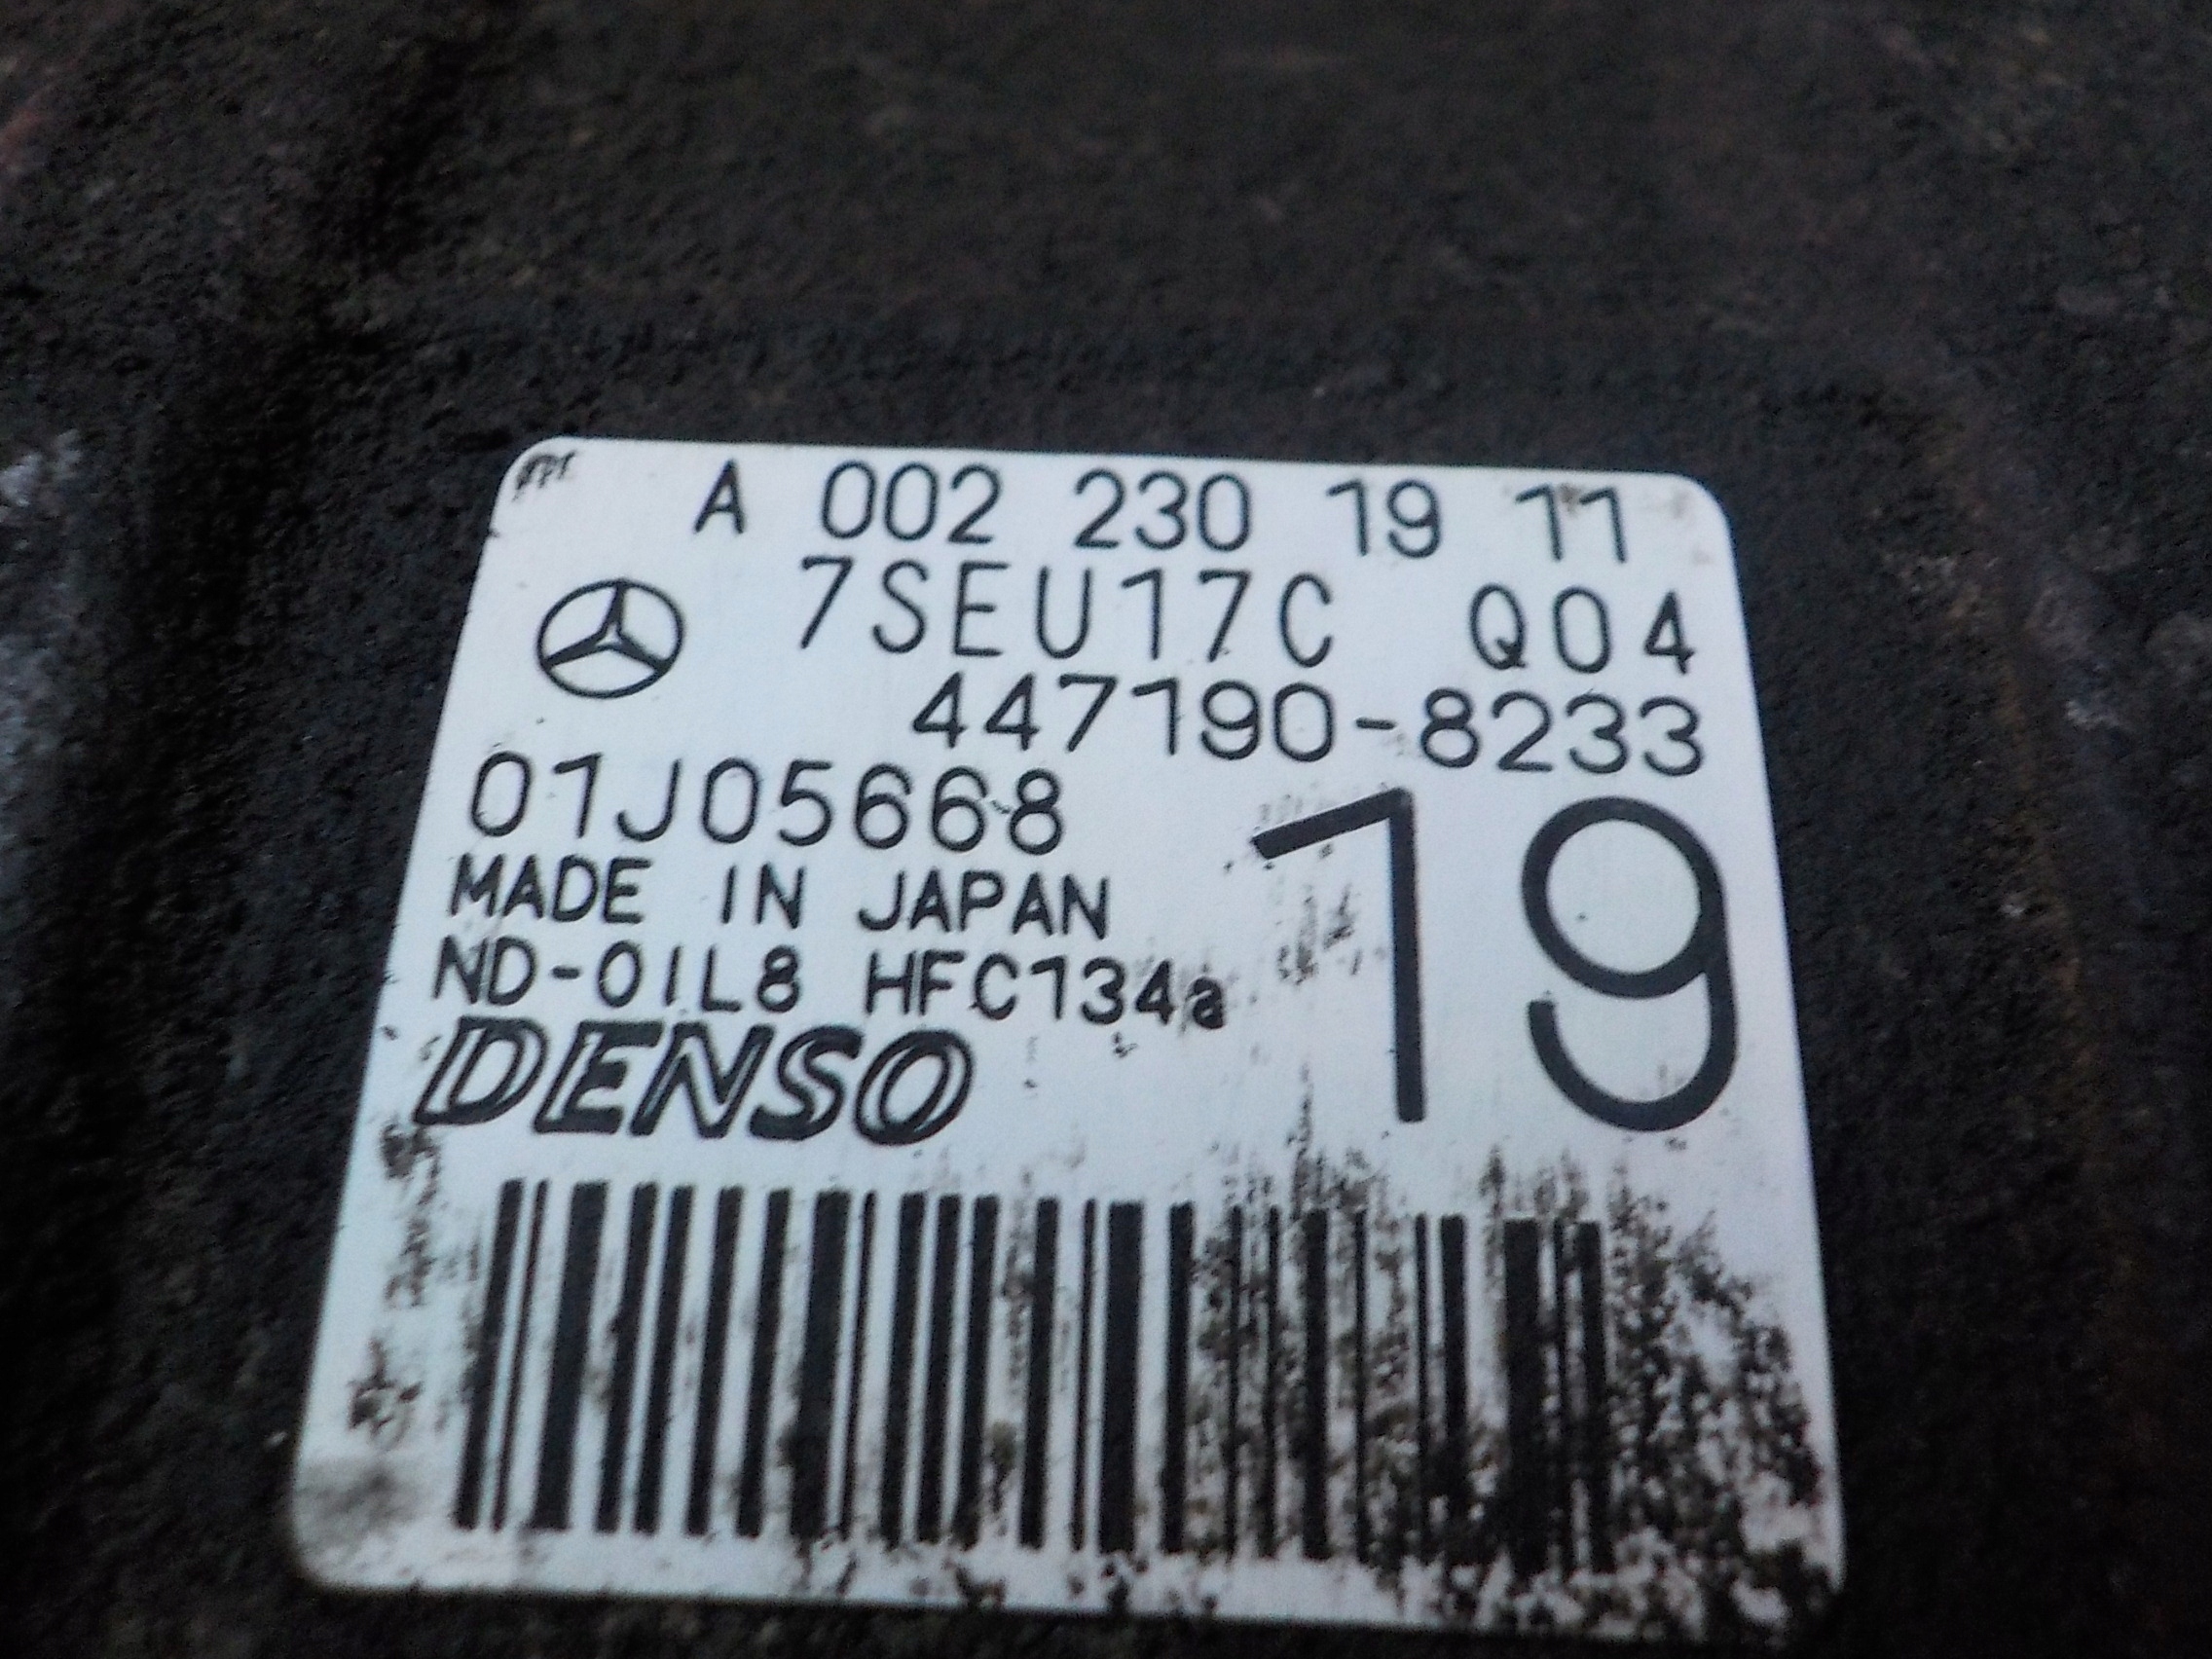 A 002 230 19 11
7SEU17C Q04
447190-8233
01J05668
19
MADE IN JAPAN
ND-OIL8 HFC134a
DENSO